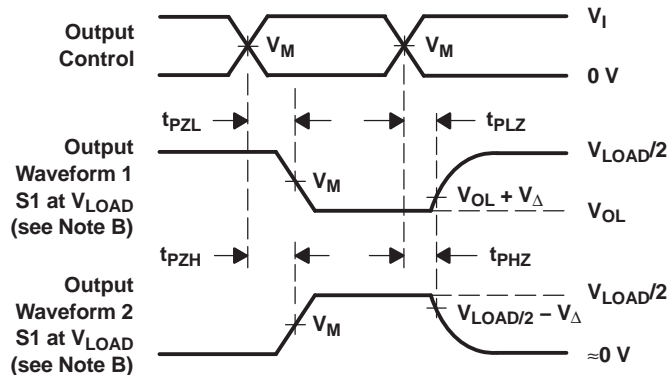 Output
Control
V_M
V_M
V_I
0 V
t_PZL
t_PLZ
Output
Waveform 1
S1 at V_LOAD
(see Note B)
V_M
V_OL + V_Δ
V_LOAD/2
V_OL
t_PZH
t_PHZ
Output
Waveform 2
S1 at V_LOAD
(see Note B)
V_M
V_LOAD/2
V_LOAD/2 – V_Δ
≈0 V